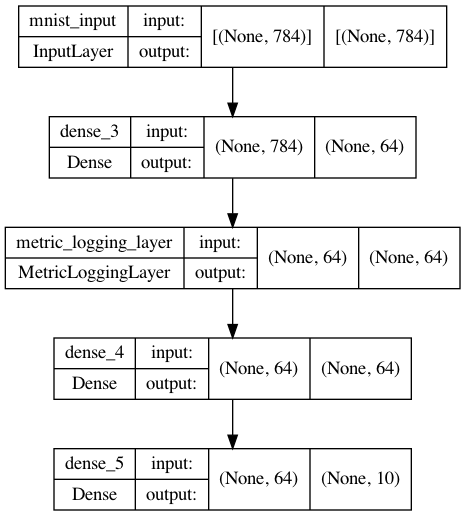 mnist_input input: [(None, 784)] [(None, 784)]
InputLayer output:
dense_3 input: (None, 784) (None, 64)
Dense output:
metric_logging_layer input: (None, 64) (None, 64)
MetricLoggingLayer output:
dense_4 input: (None, 64) (None, 64)
Dense output:
dense_5 input: (None, 64) (None, 10)
Dense output: